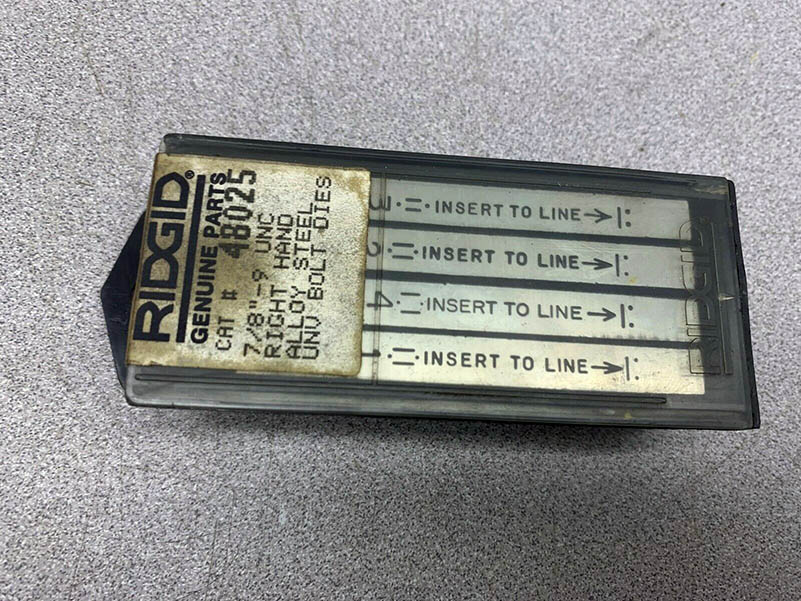 RIDGID®
GENUINE PARTS
CAT # 48025
7/8"-9 UNC
RIGHT HAND
ALLOY STEEL
UNV BOLT DIES
3 INSERT TO LINE →|
2 INSERT TO LINE →|
4 INSERT TO LINE →|
1 INSERT TO LINE →|
RIDGID